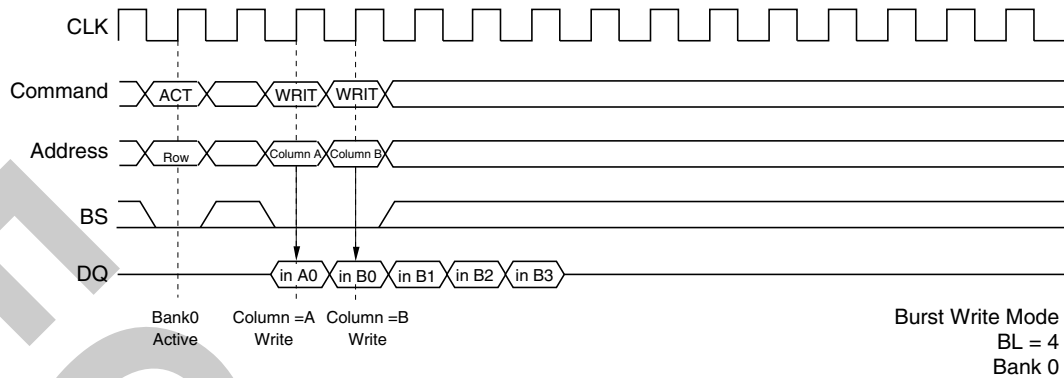 CLK
Command ACT WRIT WRIT
Address Row Column A Column B
BS
DQ in A0 in B0 in B1 in B2 in B3
Bank0 Column =A Column =B
Active Write Write
Burst Write Mode
BL = 4
Bank 0